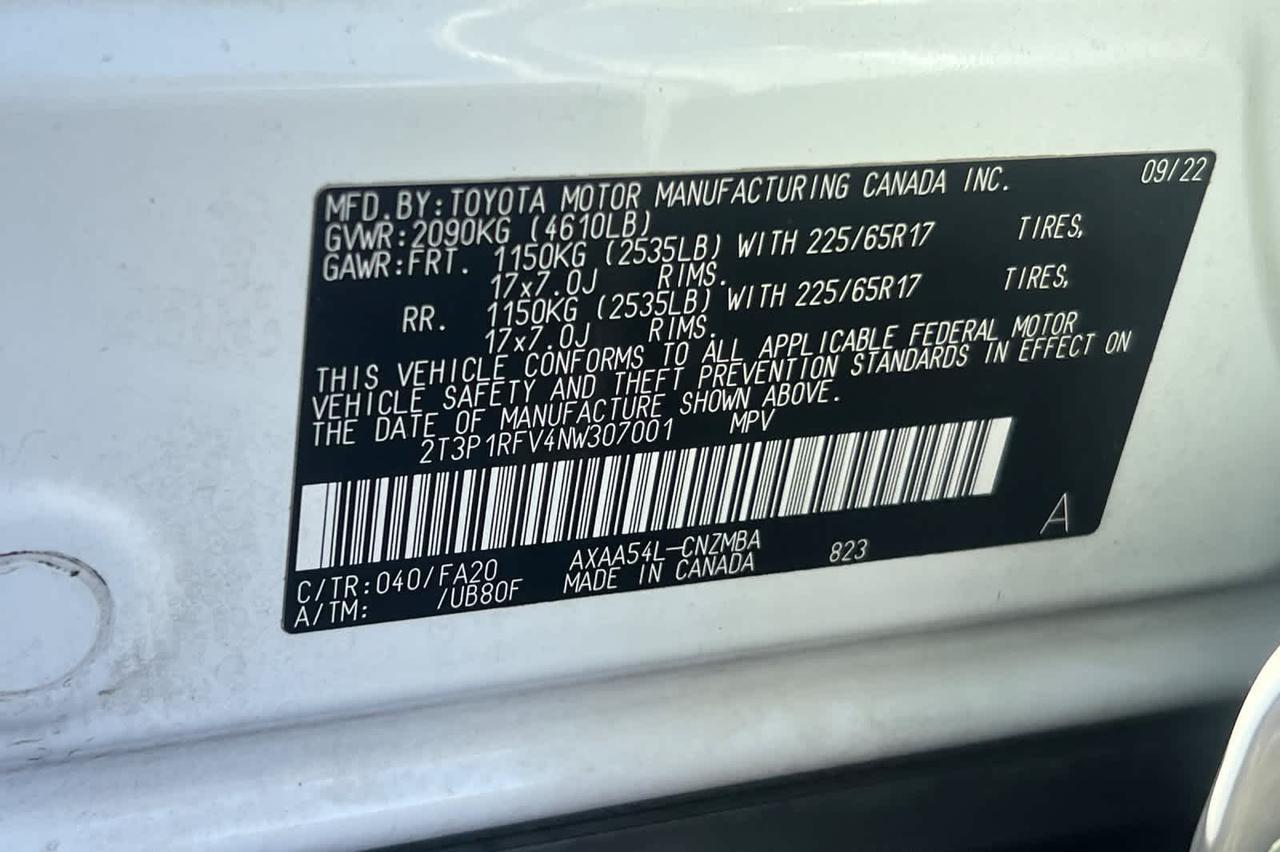 MFD.BY:TOYOTA MOTOR MANUFACTURING CANADA INC. 09/22
GVWR:2090KG (4610LB)
GAWR:FRT. 1150KG (2535LB) WITH 225/65R17 TIRES,
17x7.0J RIMS.
RR. 1150KG (2535LB) WITH 225/65R17 TIRES,
17x7.0J RIMS.
THIS VEHICLE CONFORMS TO ALL APPLICABLE FEDERAL MOTOR
VEHICLE SAFETY AND THEFT PREVENTION STANDARDS IN EFFECT ON
THE DATE OF MANUFACTURE SHOWN ABOVE.
2T3P1RFV4NW307001 MPV
C/TR:040/FA20 AXAA54L-CNZMBA 823 A
A/TM: /UB80F MADE IN CANADA